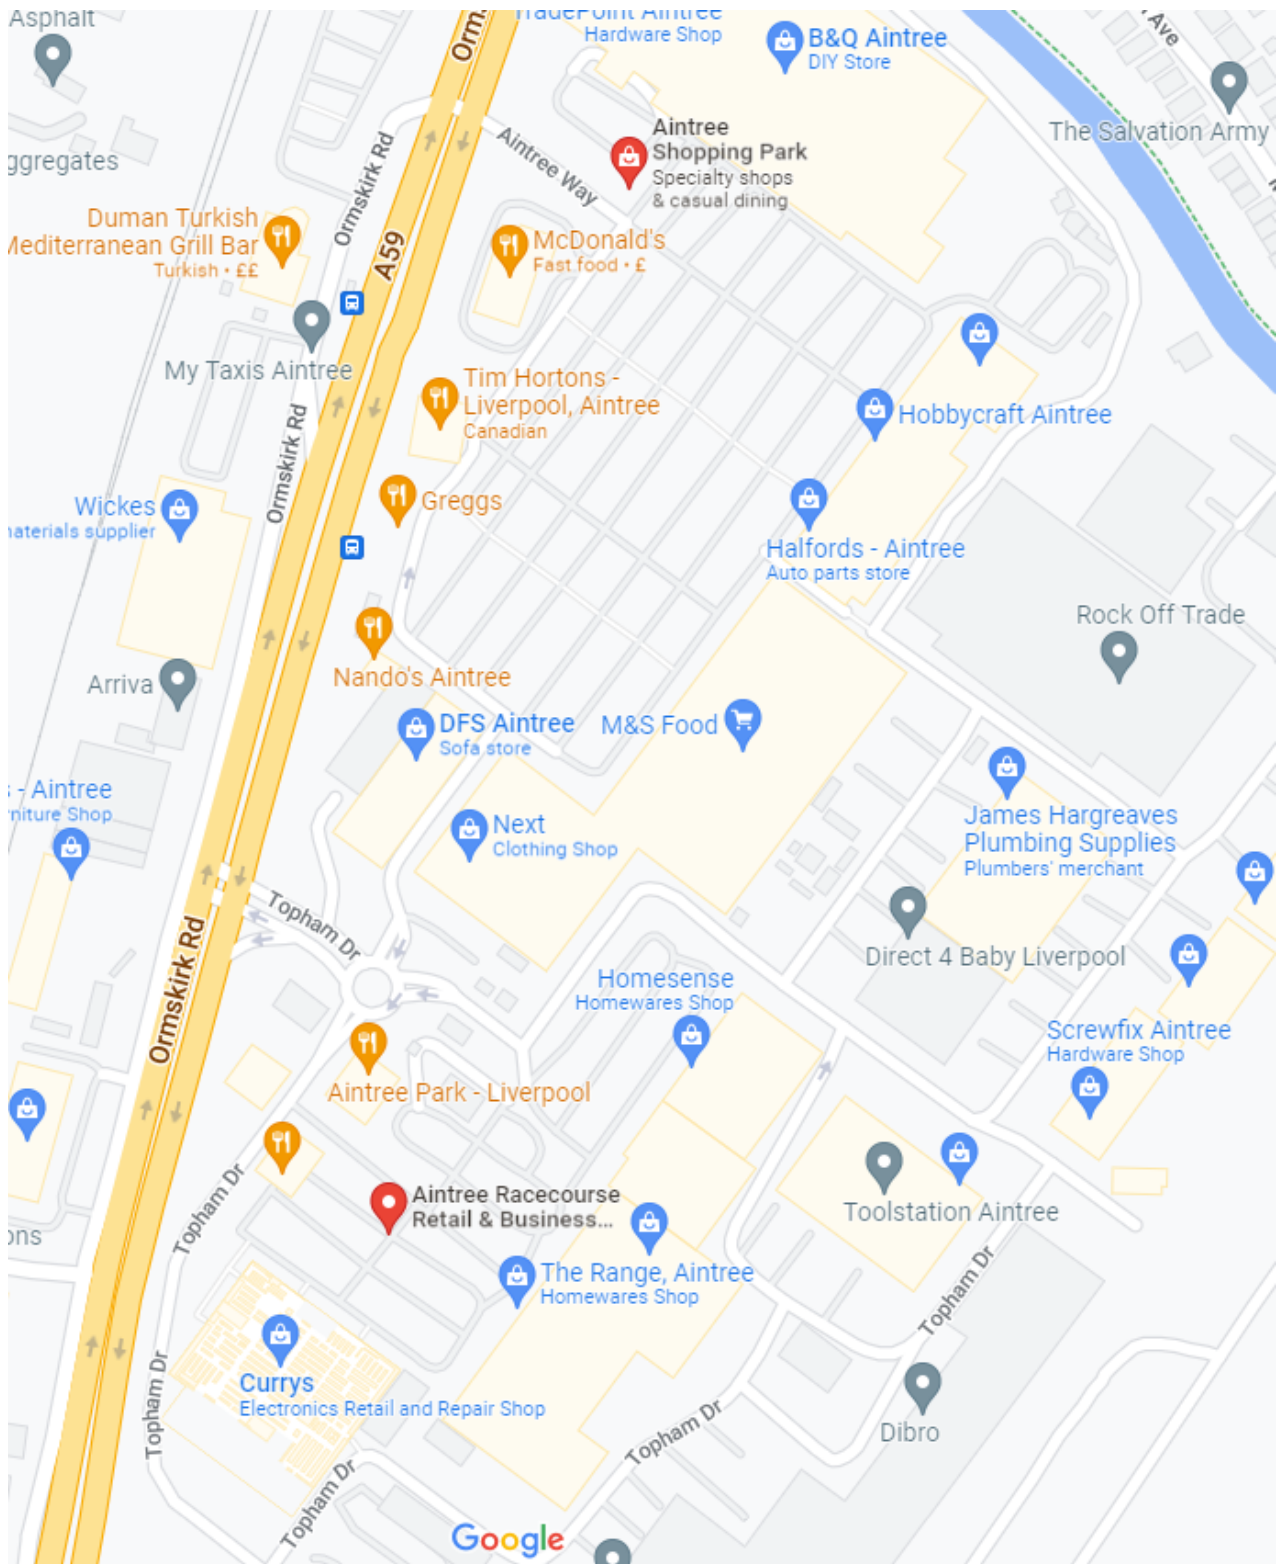 Asphalt
TradePoint Aintree
Hardware Shop
B&Q Aintree
DIY Store
Ave
The Salvation Army
Aintree
Shopping Park
Specialty shops
& casual dining
Aintree Way
Ormskirk Rd
A59
ggregates
Duman Turkish
Mediterranean Grill Bar
Turkish • ££
McDonald's
Fast food • £
My Taxis Aintree
Tim Hortons -
Liverpool, Aintree
Canadian
Hobbycraft Aintree
Ormskirk Rd
Greggs
Wickes
materials supplier
Halfords - Aintree
Auto parts store
Rock Off Trade
Nando's Aintree
Arriva
DFS Aintree
Sofa store
M&S Food
s - Aintree
rniture Shop
Next
Clothing Shop
James Hargreaves
Plumbing Supplies
Plumbers' merchant
Topham Dr
Direct 4 Baby Liverpool
Ormskirk Rd
Homesense
Homewares Shop
Screwfix Aintree
Hardware Shop
Aintree Park - Liverpool
Topham Dr
Aintree Racecourse
Retail & Business...
Toolstation Aintree
ons
The Range, Aintree
Homewares Shop
Topham Dr
Currys
Electronics Retail and Repair Shop
Topham Dr
Topham Dr
Dibro
Topham Dr
Google